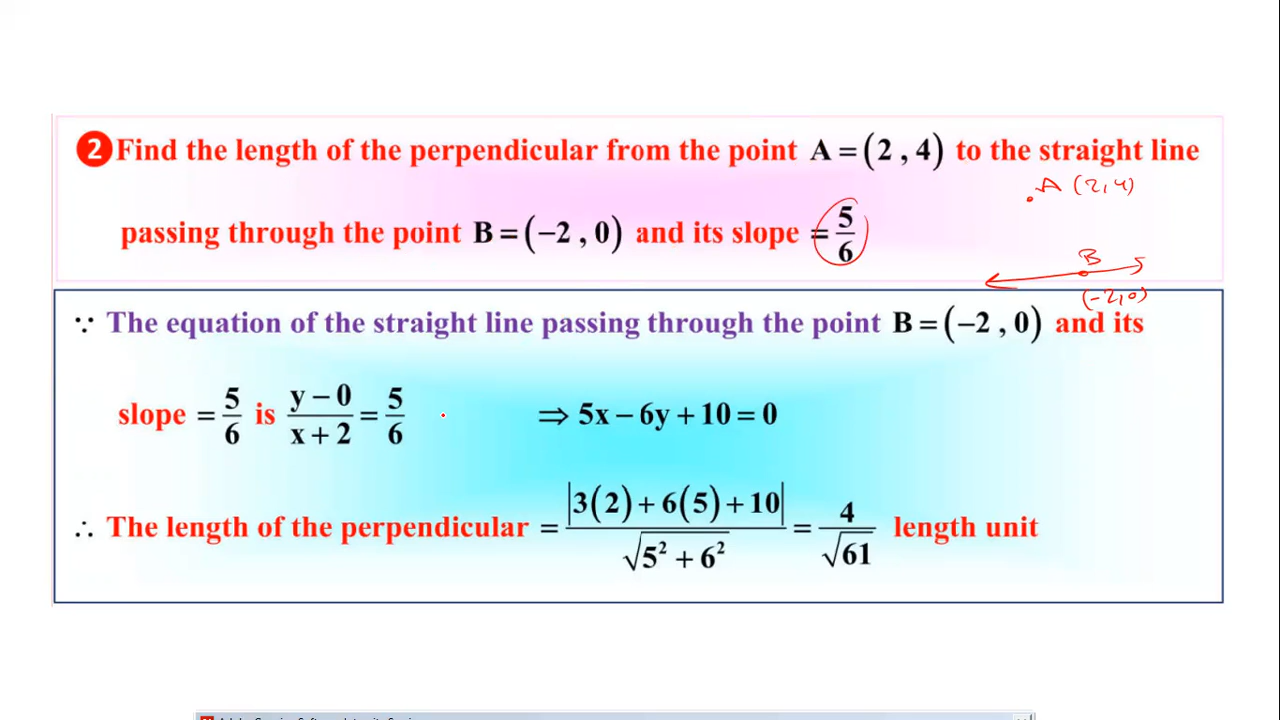 2 Find the length of the perpendicular from the point A = (2 , 4) to the straight line
A (2,4)
passing through the point B = (−2 , 0) and its slope = 5/6
B
(-2,0)
∵ The equation of the straight line passing through the point B = (−2 , 0) and its
slope = 5/6 is (y − 0)/(x + 2) = 5/6 ⇒ 5x − 6y + 10 = 0
∴ The length of the perpendicular = |3(2) + 6(5) + 10| / √(5² + 6²) = 4/√61 length unit